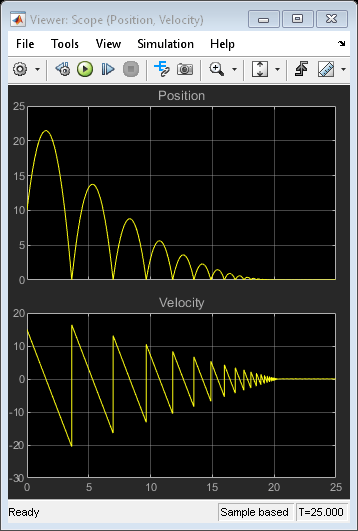 Viewer: Scope (Position, Velocity)
File Tools View Simulation Help
Position
25
20
15
10
5
0
Velocity
20
10
0
-10
-20
-30
0 5 10 15 20 25
Ready Sample based T=25.000